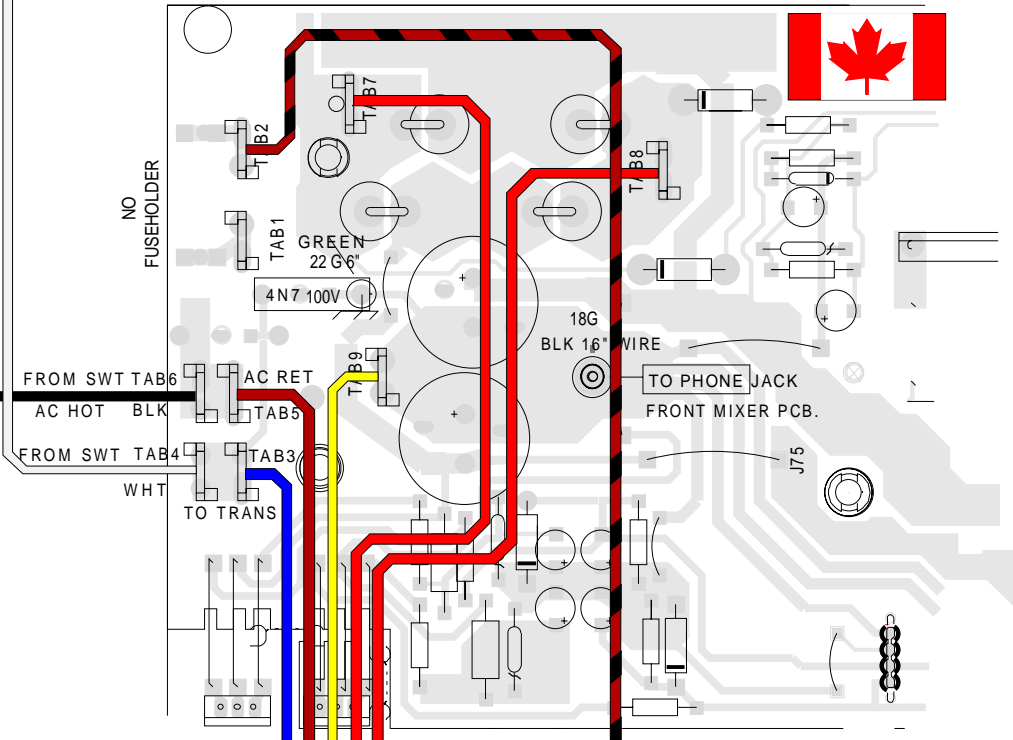 TAB7
TAB2
TAB8
NO
FUSEHOLDER
TAB1
GREEN
22 G 6"
4N7 100V
18G
BLK 16" WIRE
TAB9
FROM SWT TAB6
AC RET
TO PHONE JACK
AC HOT BLK
TAB5
FRONT MIXER PCB.
FROM SWT TAB4
TAB3
J75
WHT
TO TRANS